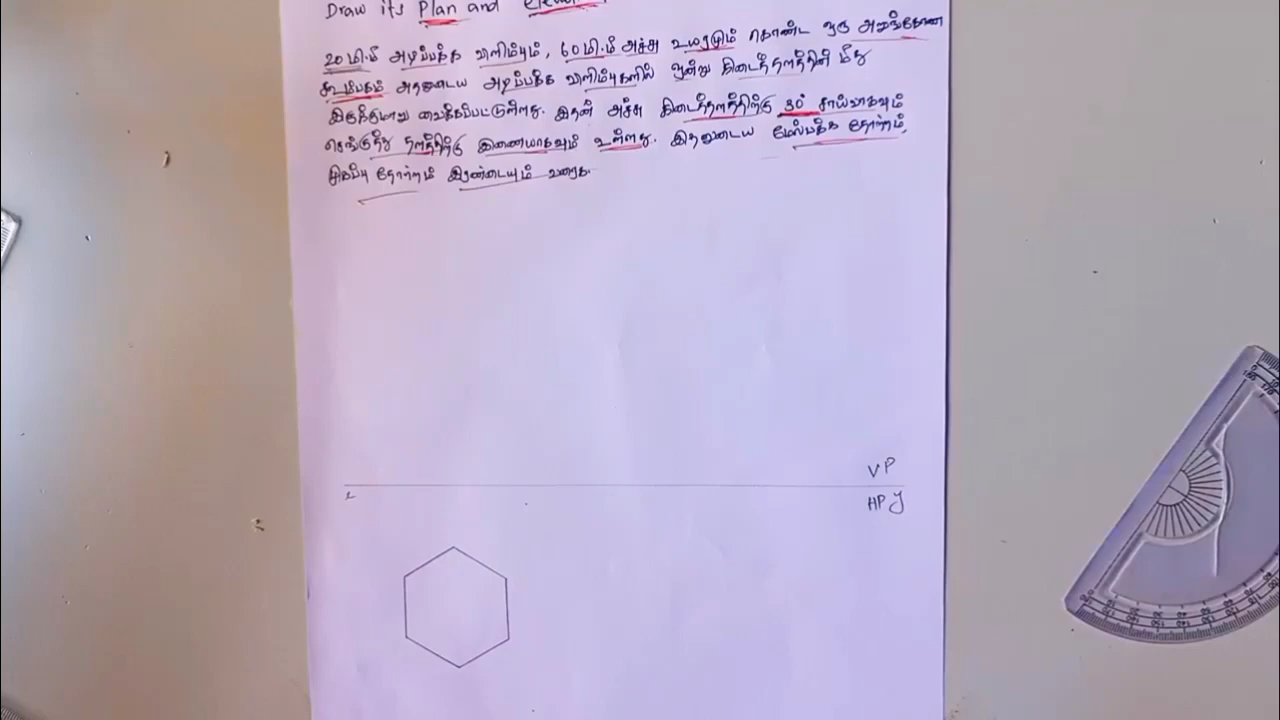 Draw its Plan and
20 மி.மீ அடிப்பக்க விளிம்பும், 60 மி.மீ அச்சு உயரமும் கொண்ட ஒரு அறுங்கோண
கூம்பகம் அதனுடைய அடிப்பக்க விளிம்புகளில் ஒன்று கிடைத்தளத்தின் மீது
இருக்குமாறு வைக்கப்பட்டுள்ளது. இதன் அச்சு கிடைத்தளத்திற்கு 30° சாய்வாகவும்
செங்குத்து தளத்திற்கு இணையாகவும் உள்ளது. இதனுடைய மேல்பக்க தோற்றம்,
முகப்பு தோற்றம் இரண்டையும் வரைக.
VP
HP Y